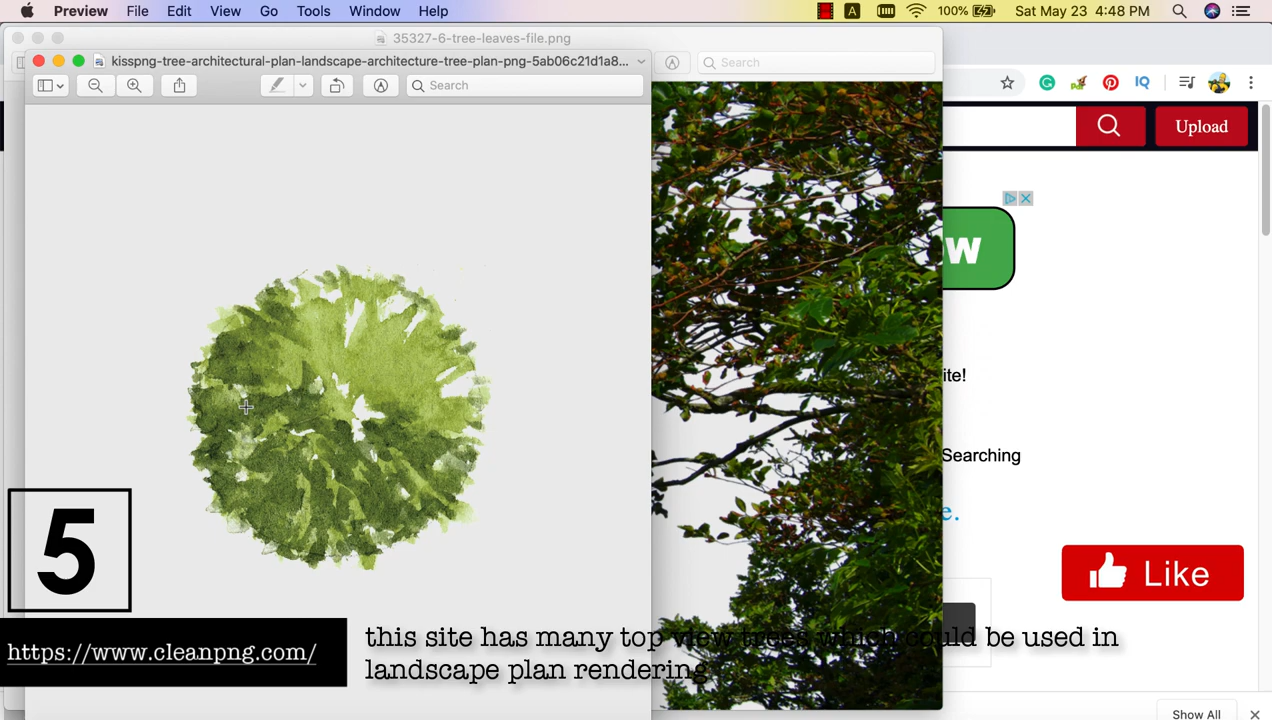 Preview File Edit View Go Tools Window Help
A 100% Sat May 23 4:48 PM
35327-6-tree-leaves-file.png
kisspng-tree-architectural-plan-landscape-architecture-tree-plan-png-5ab06c21d1a8...
Search
Search
IQ
Upload
W
ite!
Searching
e.
5
Like
https://www.cleanpng.com/
this site has many top view trees which could be used in
landscape plan rendering
Show All